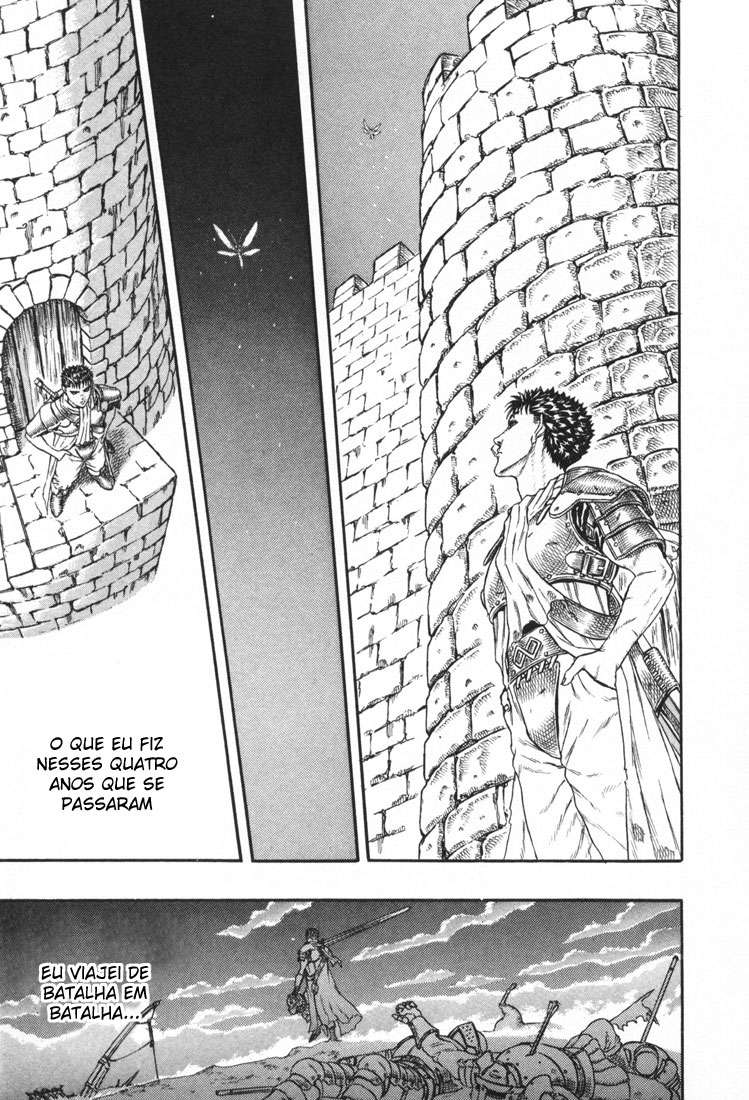 O QUE EU FIZ
NESSES QUATRO
ANOS QUE SE
PASSARAM
EU VIAJEI DE
BATALHA EM
BATALHA...